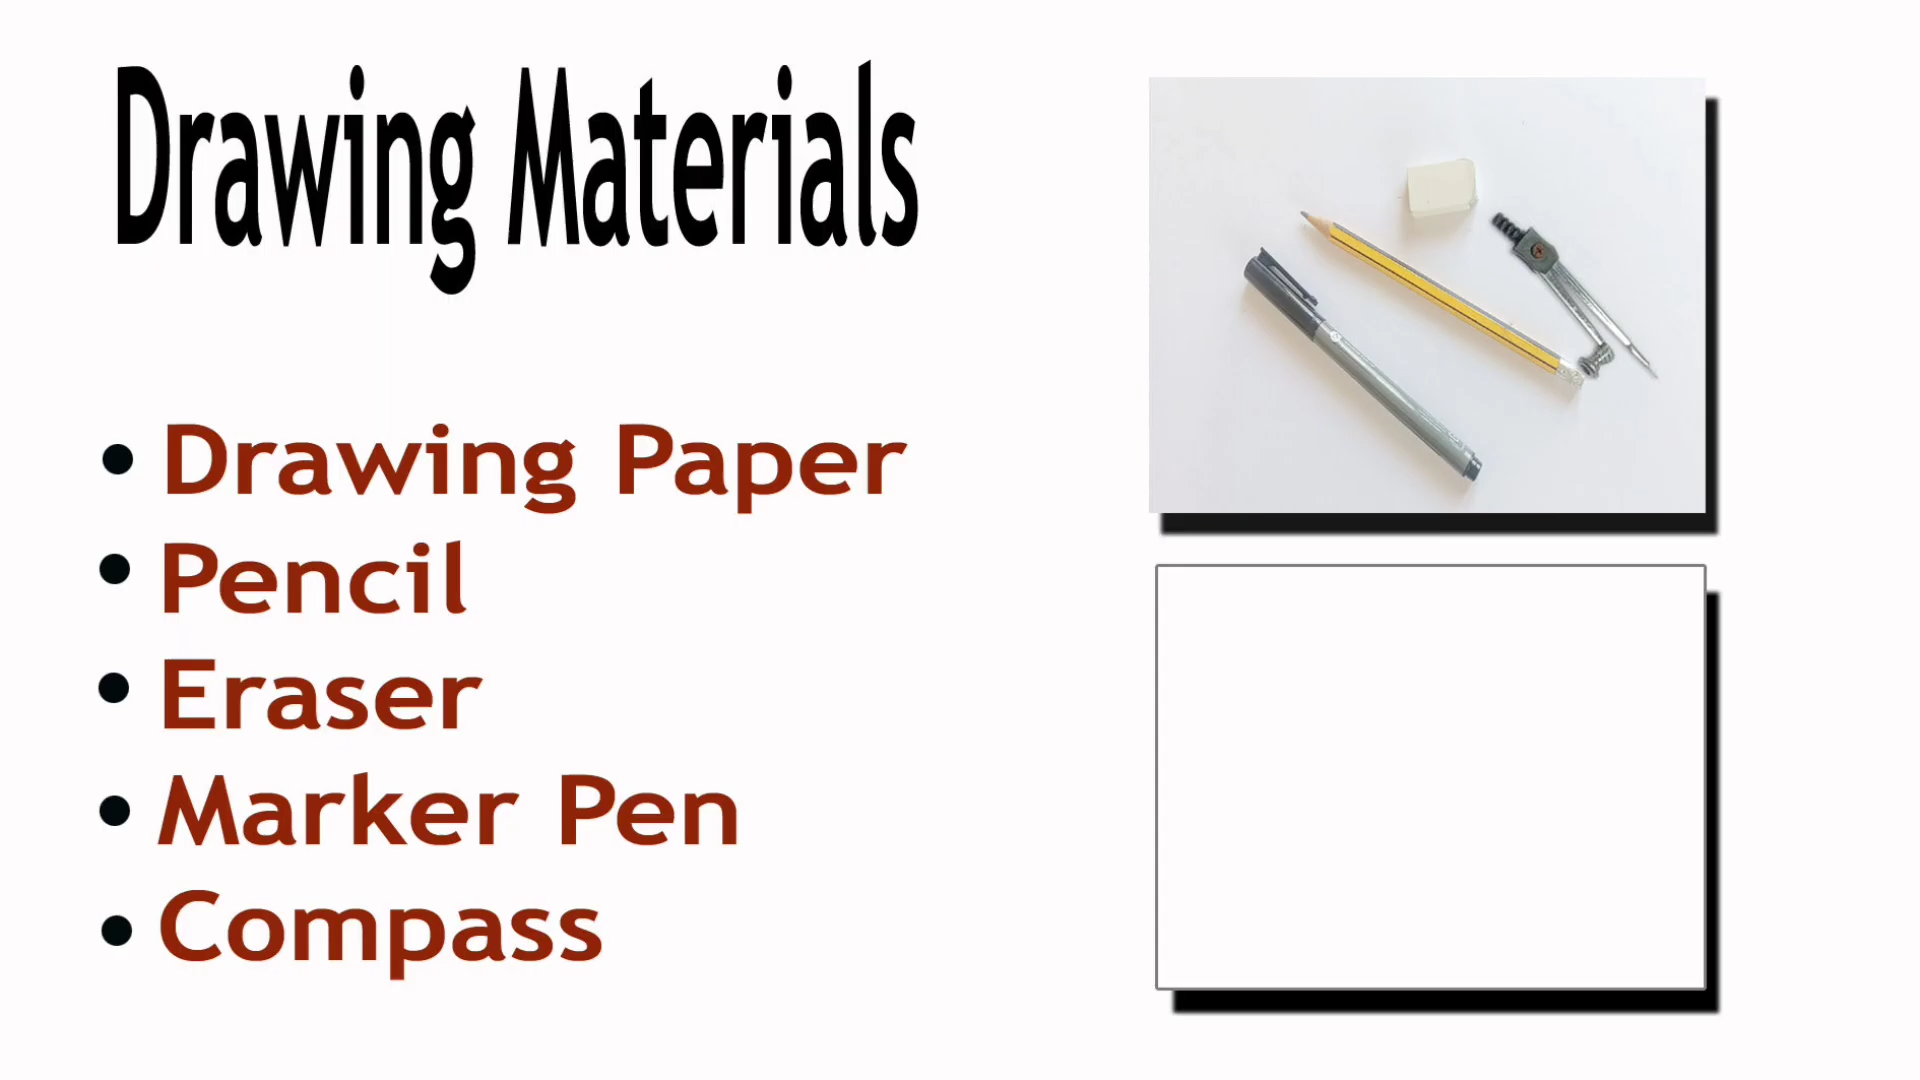 Drawing Materials
• Drawing Paper
• Pencil
• Eraser
• Marker Pen
• Compass